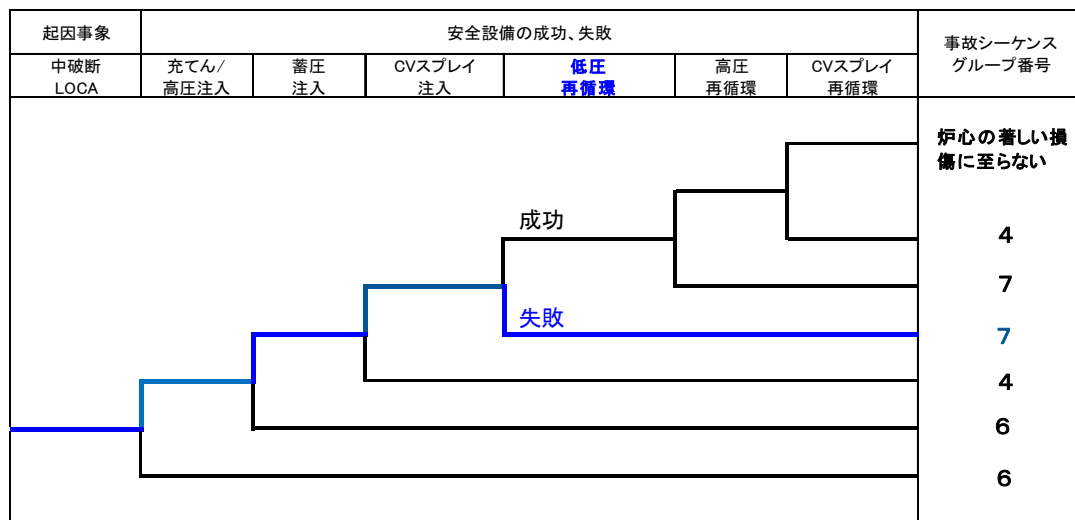 起因事象
安全設備の成功、失敗
事故シーケンス
グループ番号
中破断
LOCA
充てん/
高圧注入
蓄圧
注入
CVスプレイ
注入
低圧
再循環
高圧
再循環
CVスプレイ
再循環
炉心の著しい損
傷に至らない
成功
4
7
失敗
7
4
6
6